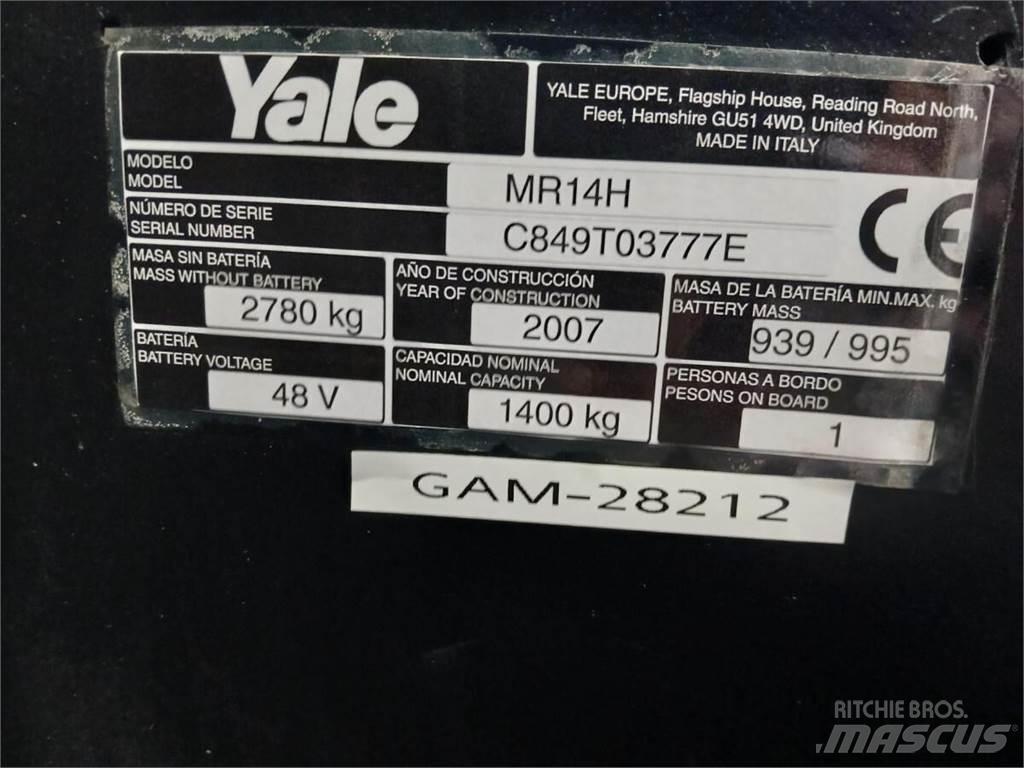 Yale
YALE EUROPE, Flagship House, Reading Road North,
Fleet, Hamshire GU51 4WD, United Kingdom
MADE IN ITALY
MODELO
MODEL
MR14H
NÚMERO DE SERIE
SERIAL NUMBER
C849T03777E
CE
MASA SIN BATERÍA
MASS WITHOUT BATTERY
2780 kg
AÑO DE CONSTRUCCIÓN
YEAR OF CONSTRUCTION
2007
MASA DE LA BATERÍA MIN.MAX. kg
BATTERY MASS
939 / 995
BATERÍA
BATTERY VOLTAGE
48 V
CAPACIDAD NOMINAL
NOMINAL CAPACITY
1400 kg
PERSONAS A BORDO
PESONS ON BOARD
1
GAM-28212
RITCHIE BROS.
MASCUS